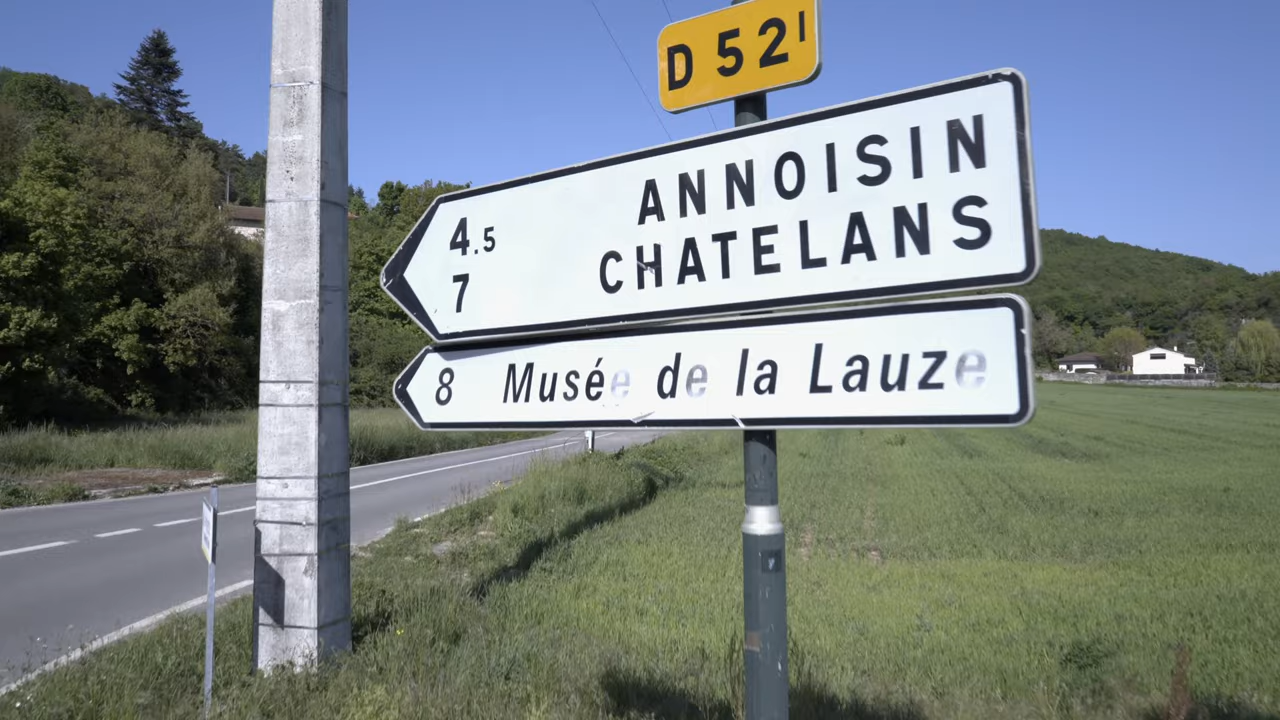 D 52¹
ANNOISIN
4.5
CHATELANS
7
8 Musée de la Lauze